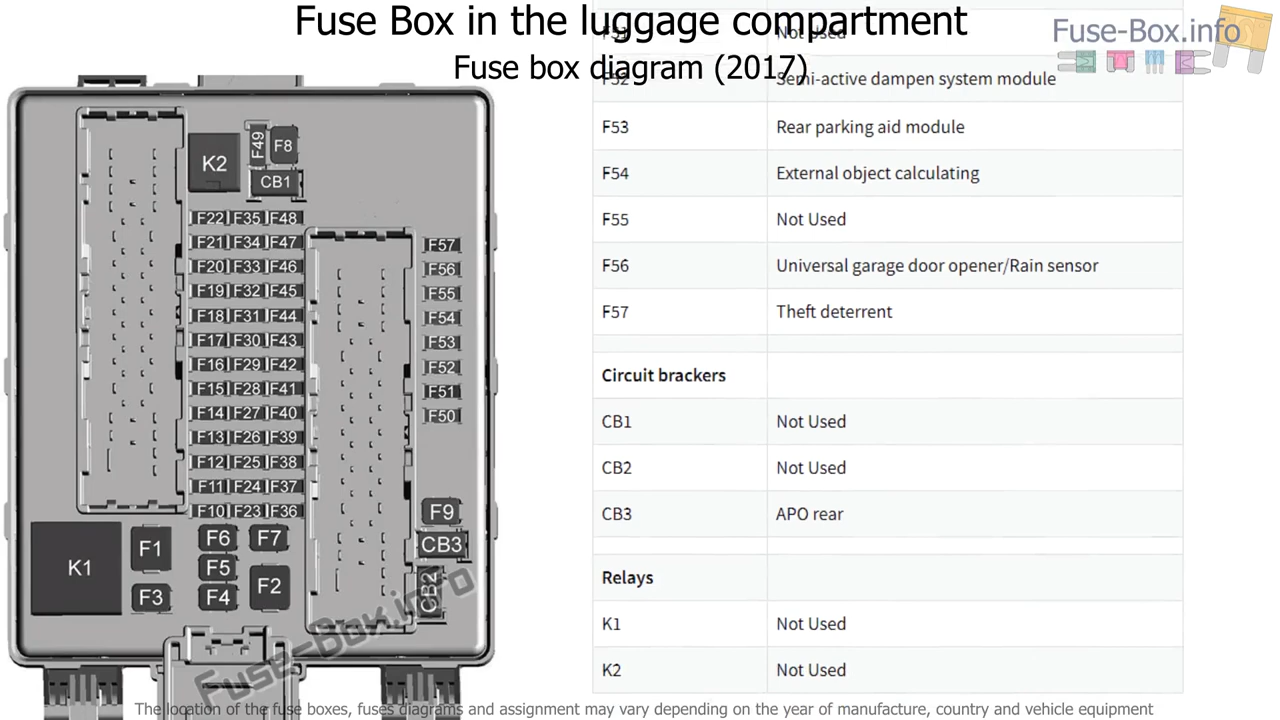 Fuse Box in the luggage compartment
Fuse box diagram (2017)
Fuse-Box.info
K2 F49 F8
CB1
F22 F35 F48
F21 F34 F47
F20 F33 F46
F19 F32 F45
F18 F31 F44
F17 F30 F43
F16 F29 F42
F15 F28 F41
F14 F27 F40
F13 F26 F39
F12 F25 F38
F11 F24 F37
F10 F23 F36
F57
F56
F55
F54
F53
F52
F51
F50
K1 F1 F3
F6 F7
F5
F4 F2
F9
CB3
CB2
Fuse-Box.info
F51 Not Used
F52 Semi-active dampen system module
F53 Rear parking aid module
F54 External object calculating
F55 Not Used
F56 Universal garage door opener/Rain sensor
F57 Theft deterrent
Circuit brackers
CB1 Not Used
CB2 Not Used
CB3 APO rear
Relays
K1 Not Used
K2 Not Used
The location of the fuse boxes, fuses diagrams and assignment may vary depending on the year of manufacture, country and vehicle equipment